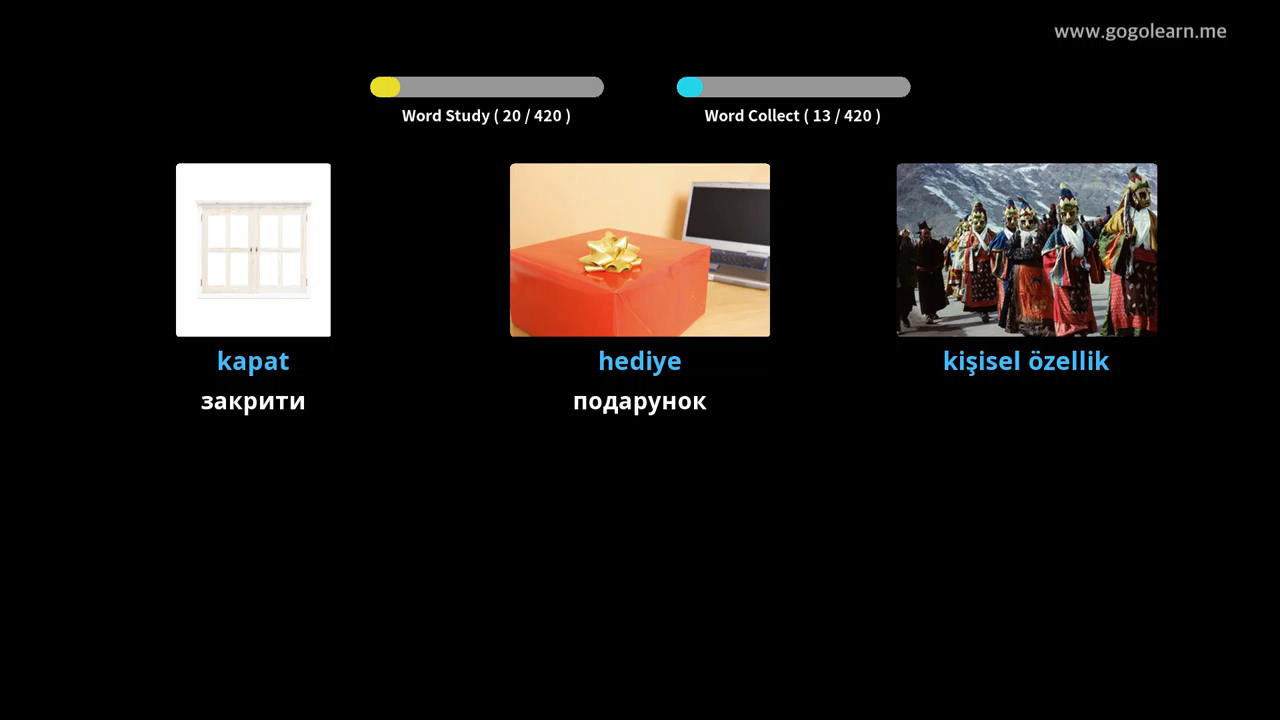 www.gogolearn.me
Word Study ( 20 / 420 )
Word Collect ( 13 / 420 )
kapat
закрити
hediye
подарунок
kişisel özellik